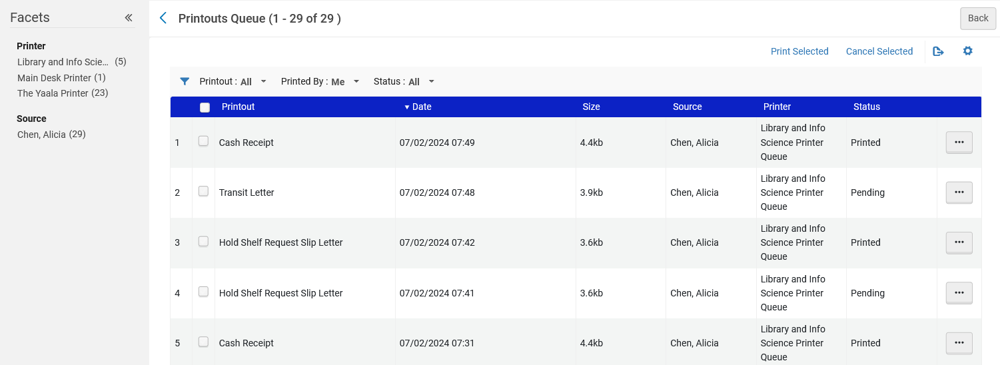 Facets
Printer
Library and Info Scie... (5)
Main Desk Printer (1)
The Yaala Printer (23)
Source
Chen, Alicia (29)
Printouts Queue (1 - 29 of 29 )
Back
Print Selected Cancel Selected
Printout : All Printed By : Me Status : All
Printout Date Size Source Printer Status
1 Cash Receipt 07/02/2024 07:49 4.4kb Chen, Alicia Library and Info
Science Printer
Queue Printed
2 Transit Letter 07/02/2024 07:48 3.9kb Chen, Alicia Library and Info
Science Printer
Queue Pending
3 Hold Shelf Request Slip Letter 07/02/2024 07:42 3.6kb Chen, Alicia Library and Info
Science Printer
Queue Printed
4 Hold Shelf Request Slip Letter 07/02/2024 07:41 3.6kb Chen, Alicia Library and Info
Science Printer
Queue Pending
5 Cash Receipt 07/02/2024 07:31 4.4kb Chen, Alicia Library and Info
Science Printer
Queue Printed